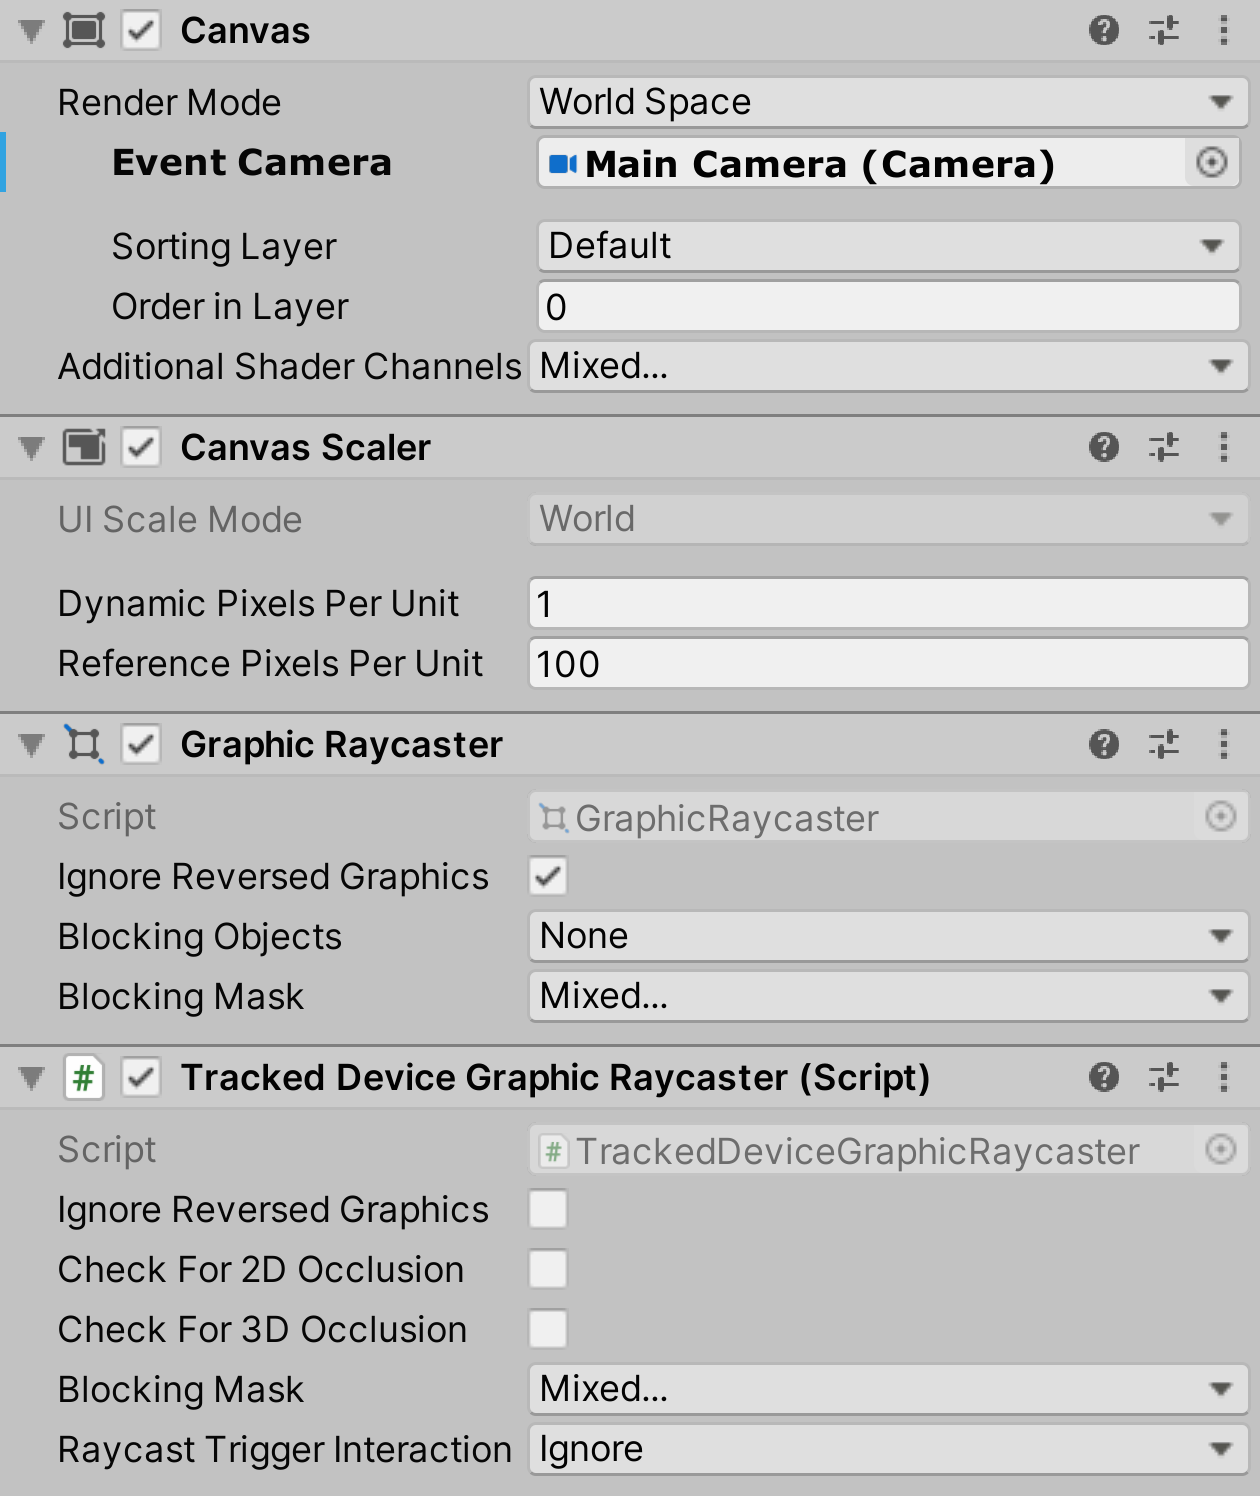 Canvas
Render Mode World Space
Event Camera Main Camera (Camera)
Sorting Layer Default
Order in Layer 0
Additional Shader Channels Mixed...
Canvas Scaler
UI Scale Mode World
Dynamic Pixels Per Unit 1
Reference Pixels Per Unit 100
Graphic Raycaster
Script GraphicRaycaster
Ignore Reversed Graphics
Blocking Objects None
Blocking Mask Mixed...
# Tracked Device Graphic Raycaster (Script)
Script # TrackedDeviceGraphicRaycaster
Ignore Reversed Graphics
Check For 2D Occlusion
Check For 3D Occlusion
Blocking Mask Mixed...
Raycast Trigger Interaction Ignore